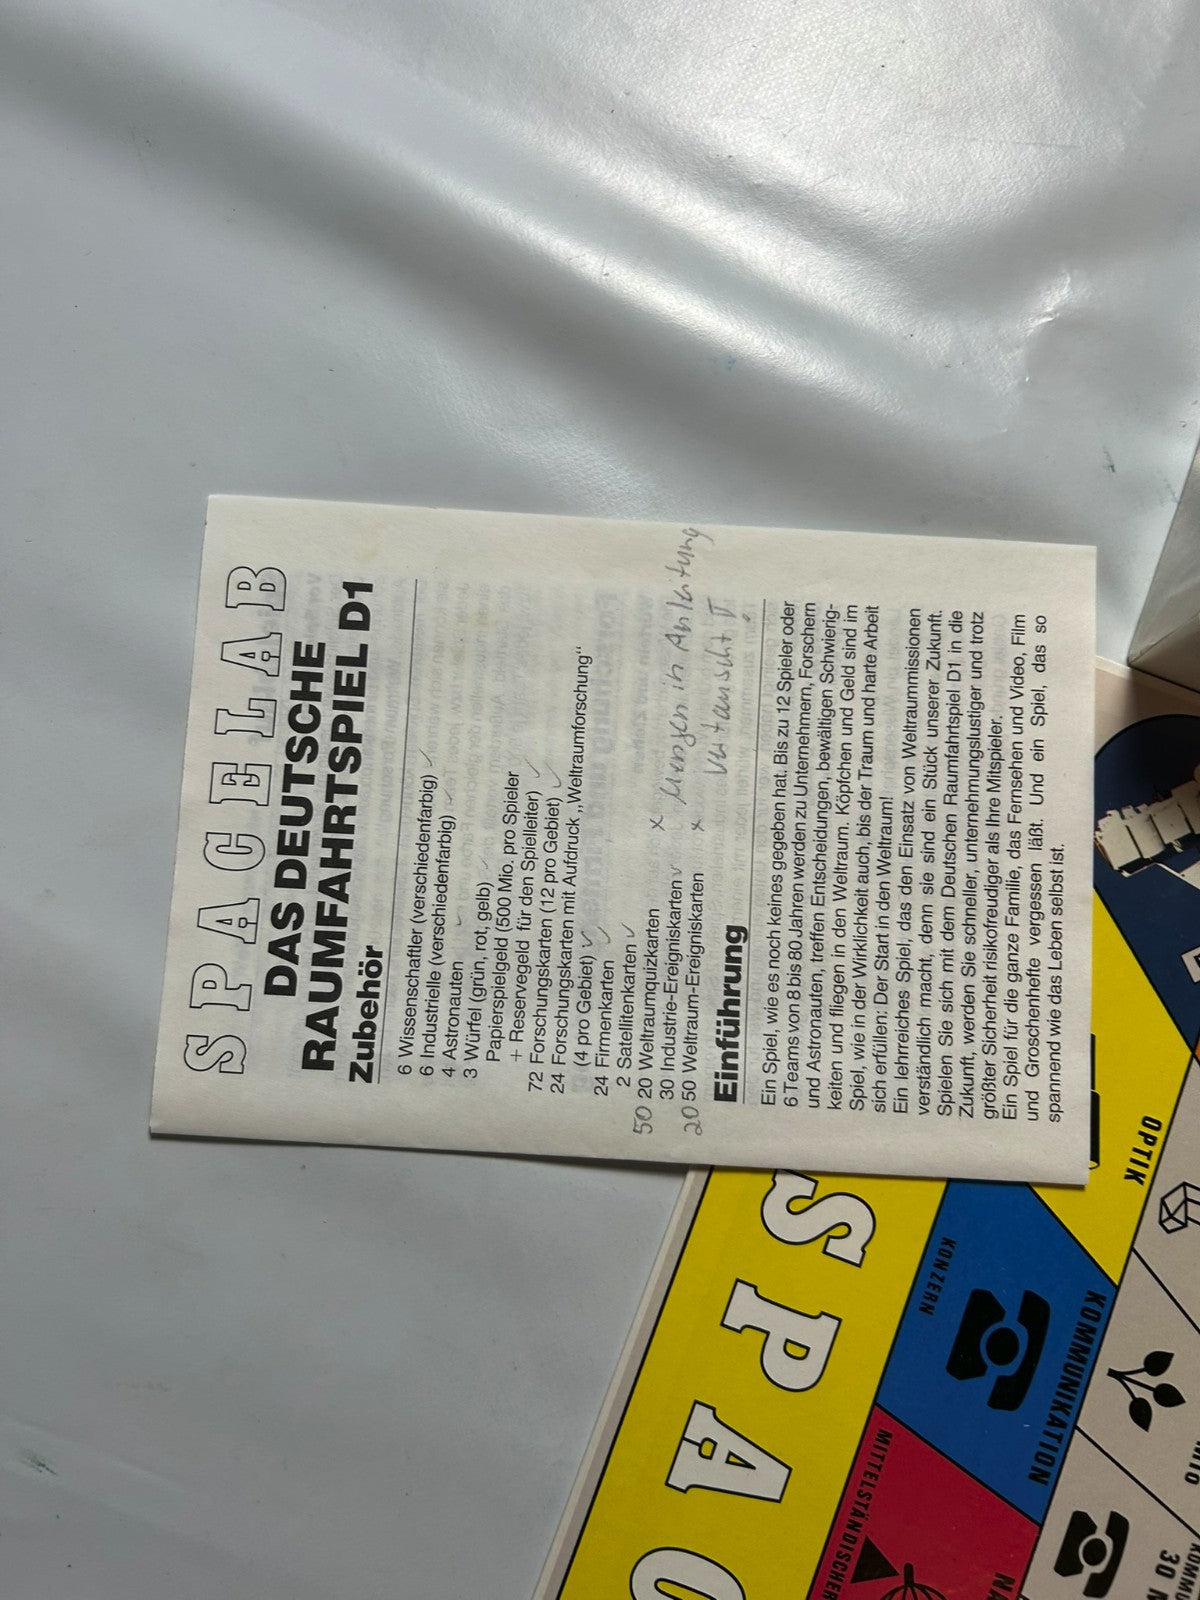 SPACELAB
DAS DEUTSCHE
RAUMFAHRTSPIEL D1
Zubehör
6 Wissenschaftler (verschiedenfarbig) ✓
6 Industrielle (verschiedenfarbig) ✓
4 Astronauten ✓
3 Würfel (grün, rot, gelb) ✓
Papierspielgeld (500 Mio. pro Spieler
+ Reservegeld für den Spielleiter) ✓
72 Forschungskarten (12 pro Gebiet) ✓
24 Forschungskarten mit Aufdruck „Weltraumforschung“
(4 pro Gebiet) ✓
24 Firmenkarten ✓
2 Satellitenkarten ✓
50 20 Weltraumquizkarten x Mengen in Anleitung
30 Industrie-Ereigniskarten ✓
20 50 Weltraum-Ereigniskarten x vertauscht
Einführung
Ein Spiel, wie es noch keines gegeben hat. Bis zu 12 Spieler oder
6 Teams von 8 bis 80 Jahren werden zu Unternehmern, Forschern
und Astronauten, treffen Entscheidungen, bewältigen Schwierig-
keiten und fliegen in den Weltraum. Köpfchen und Geld sind im
Spiel, wie in der Wirklichkeit auch, bis der Traum und harte Arbeit
sich erfüllen: Der Start in den Weltraum!
Ein lehrreiches Spiel, das den Einsatz von Weltraummissionen
verständlich macht, denn sie sind ein Stück unserer Zukunft.
Spielen Sie sich mit dem Deutschen Raumfahrtspiel D1 in die
Zukunft, werden Sie schneller, unternehmungslustiger und trotz
größter Sicherheit risikofreudiger als Ihre Mitspieler.
Ein Spiel für die ganze Familie, das Fernsehen und Video, Film
und Groschenhefte vergessen läßt. Und ein Spiel, das so
spannend wie das Leben selbst ist.
SPAC
OPTIK
KONZERN
KOMMUNIKATION
MITTELSTÄNDISCHER
30